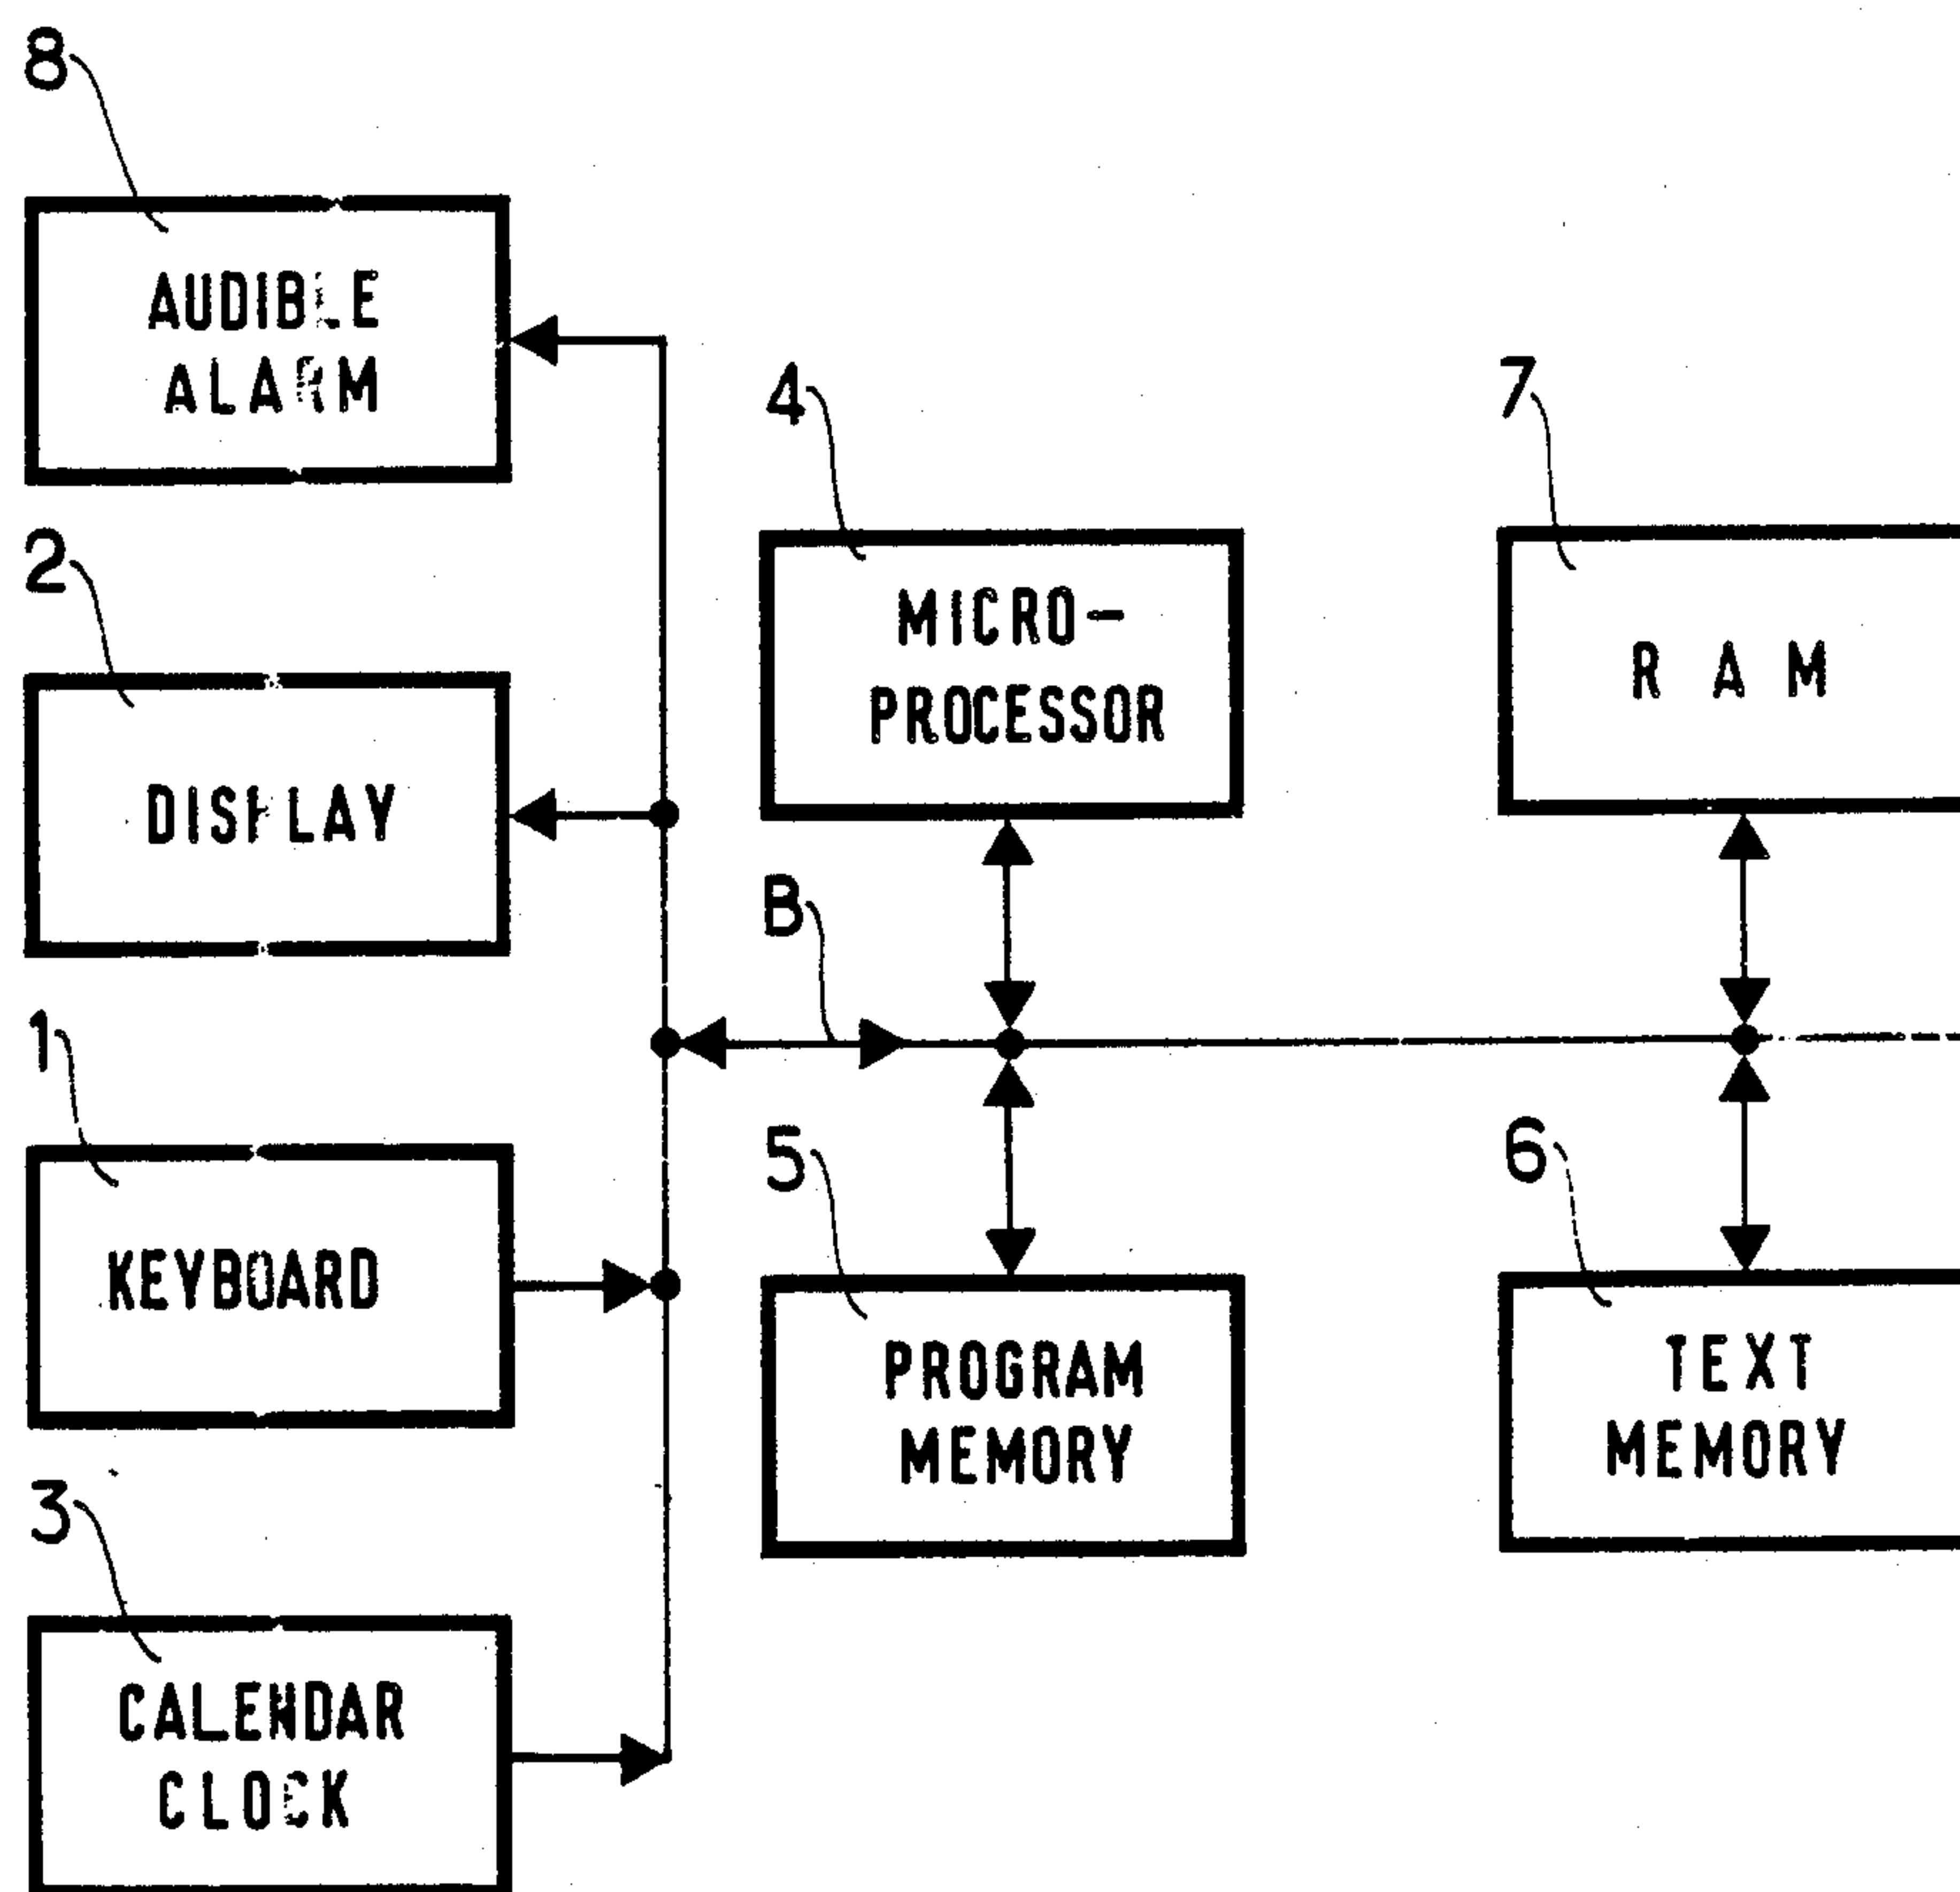 8
AUDIBLE
ALARM
2
DISPLAY
1
KEYBOARD
3
CALENDAR
CLOCK
4
MICRO-
PROCESSOR
B
5
PROGRAM
MEMORY
7
R A M
6
TEXT
MEMORY